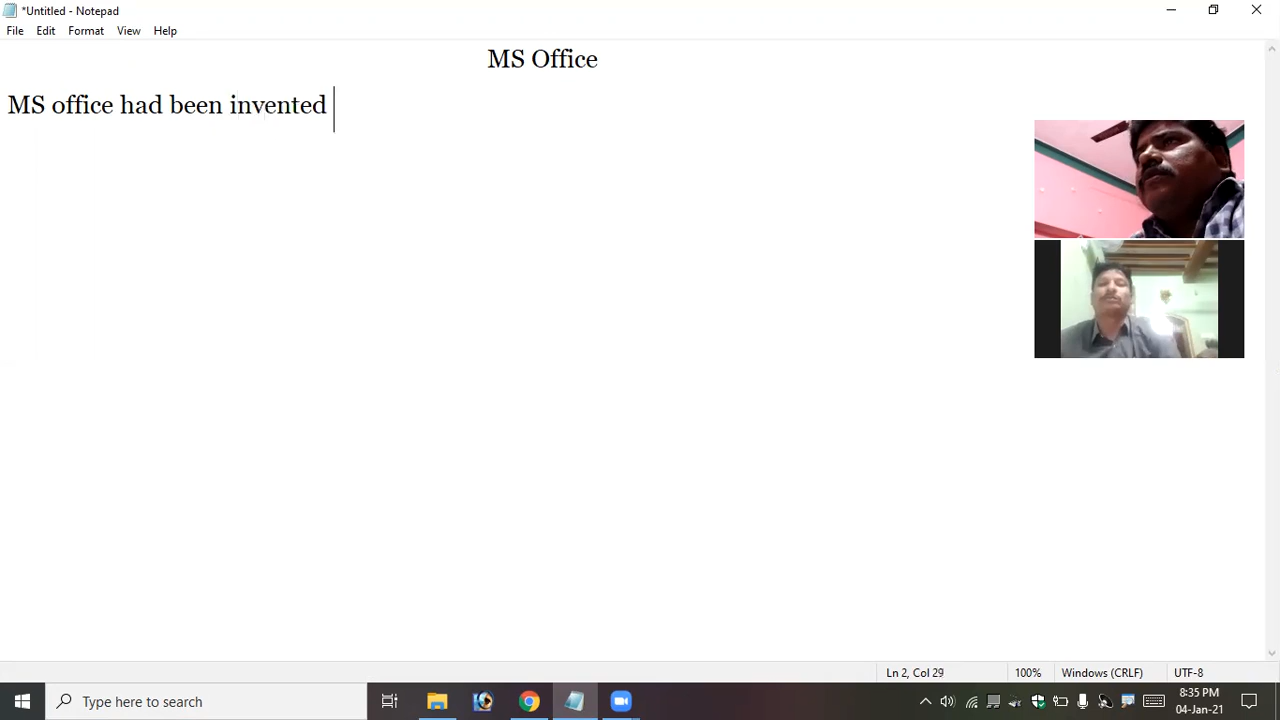 *Untitled - Notepad
File Edit Format View Help
MS Office
MS office had been invented
Ln 2, Col 29 100% Windows (CRLF) UTF-8
Type here to search
8:35 PM
04-Jan-21